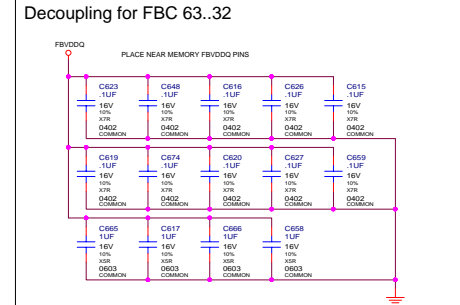 Decoupling for FBC 63..32
FBVDDQ
PLACE NEAR MEMORY FBVDDQ PINS
C623 C648 C616 C626 C615
.1UF .1UF .1UF .1UF .1UF
16V 16V 16V 16V 16V
10% 10% 10% 10% 10%
X7R X7R X7R X7R X7R
0402 0402 0402 0402 0402
COMMON COMMON COMMON COMMON COMMON
C619 C674 C620 C627 C659
.1UF .1UF .1UF .1UF .1UF
16V 16V 16V 16V 16V
10% 10% 10% 10% 10%
X7R X7R X7R X7R X7R
0402 0402 0402 0402 0402
COMMON COMMON COMMON COMMON COMMON
C665 C617 C666 C658
1UF 1UF 1UF 1UF
16V 16V 16V 16V
10% 10% 10% 10%
X5R X5R X5R X5R
0603 0603 0603 0603
COMMON COMMON COMMON COMMON